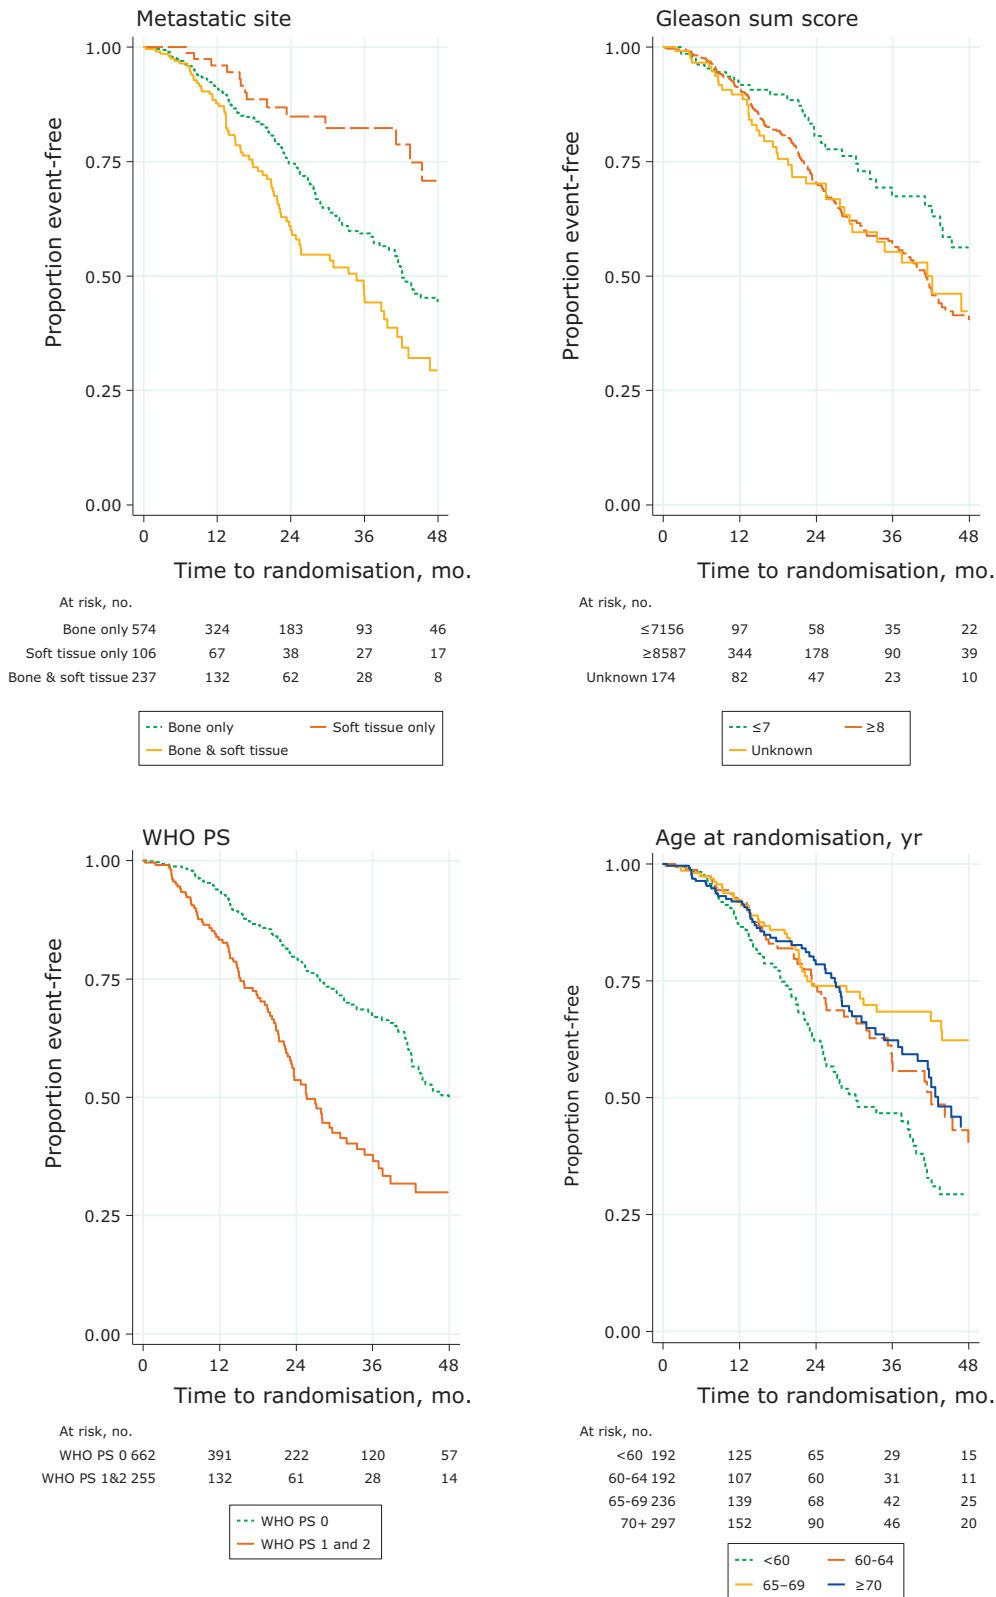 Metastatic site
Proportion event-free
1.00
0.75
0.50
0.25
0.00
0 12 24 36 48
Time to randomisation, mo.
At risk, no.
Bone only 574 324 183 93 46
Soft tissue only 106 67 38 27 17
Bone & soft tissue 237 132 62 28 8
Bone only Soft tissue only
Bone & soft tissue
Gleason sum score
Proportion event-free
1.00
0.75
0.50
0.25
0.00
0 12 24 36 48
Time to randomisation, mo.
At risk, no.
≤7156 97 58 35 22
≥8587 344 178 90 39
Unknown 174 82 47 23 10
≤7 ≥8
Unknown
WHO PS
Proportion event-free
1.00
0.75
0.50
0.25
0.00
0 12 24 36 48
Time to randomisation, mo.
At risk, no.
WHO PS 0 662 391 222 120 57
WHO PS 1&2 255 132 61 28 14
WHO PS 0
WHO PS 1 and 2
Age at randomisation, yr
Proportion event-free
1.00
0.75
0.50
0.25
0.00
0 12 24 36 48
Time to randomisation, mo.
At risk, no.
<60 192 125 65 29 15
60-64 192 107 60 31 11
65-69 236 139 68 42 25
70+ 297 152 90 46 20
<60 60-64
65–69 ≥70